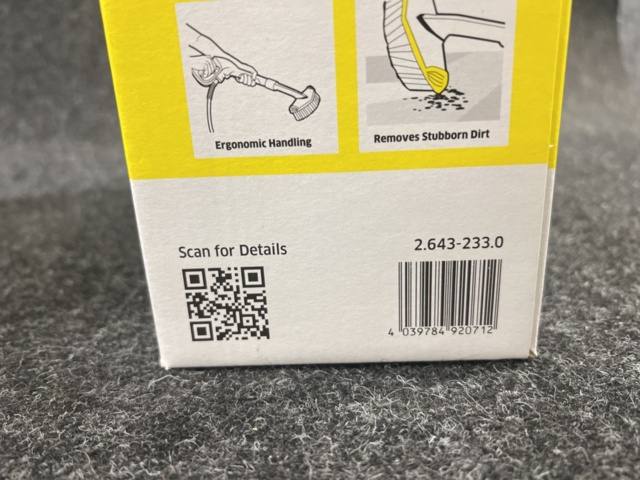 Ergonomic Handling
Removes Stubborn Dirt
Scan for Details
2.643-233.0
4 039784 920712